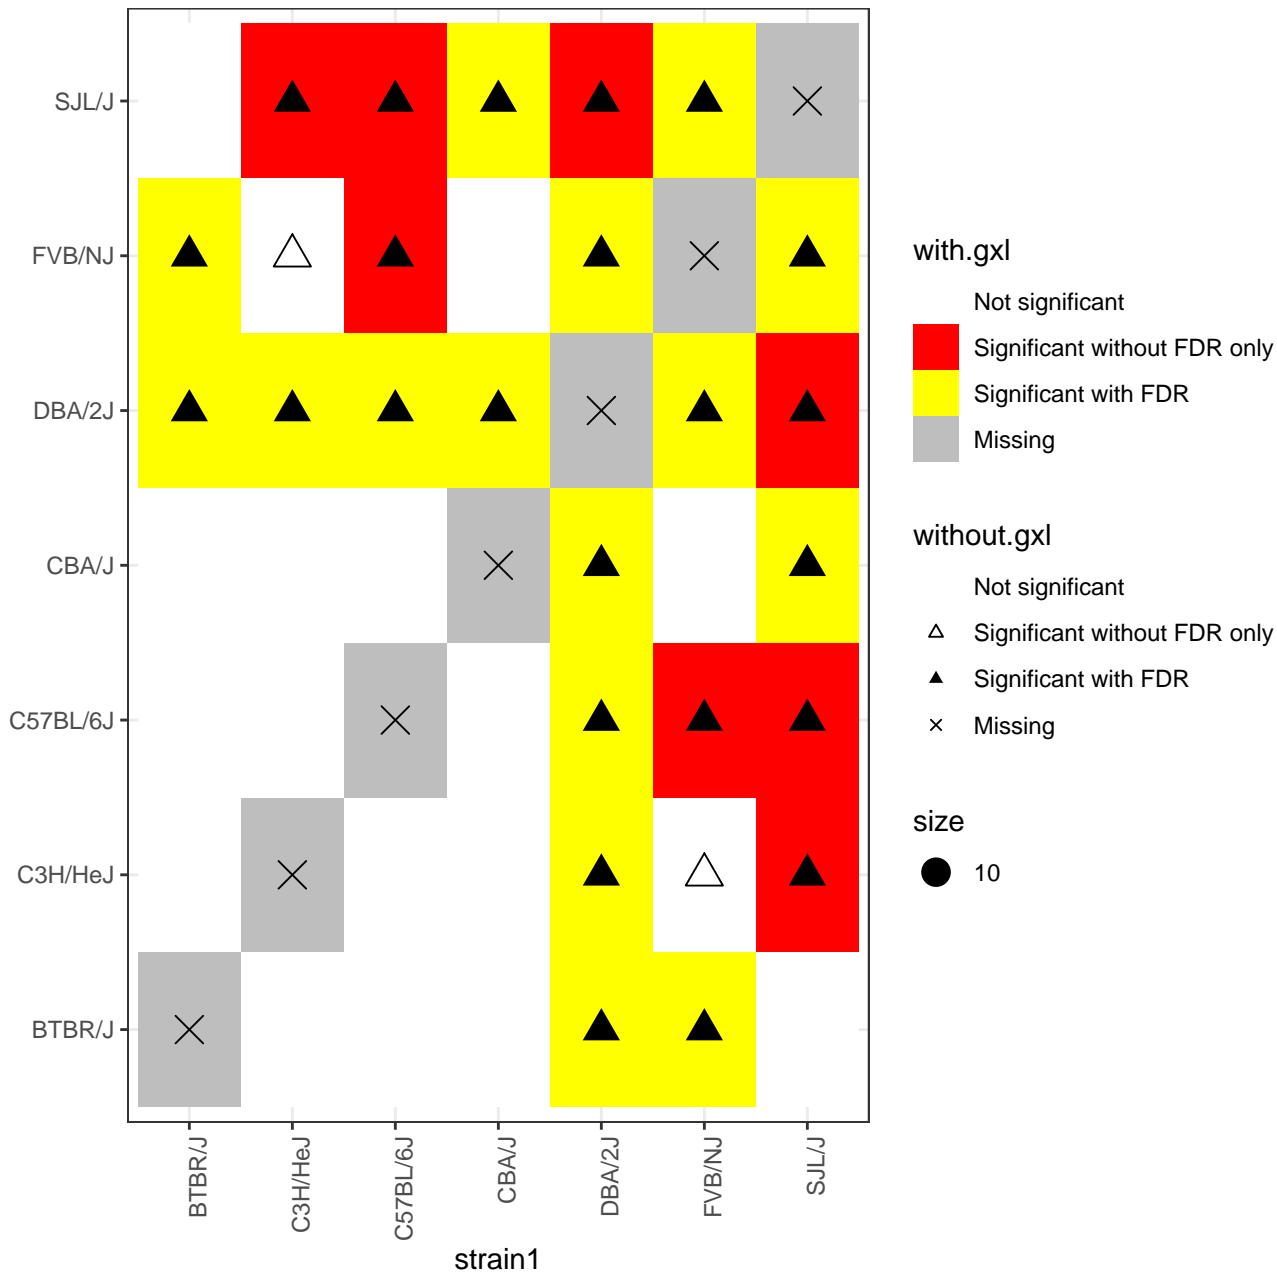 SJL/J
FVB/NJ
DBA/2J
CBA/J
C57BL/6J
C3H/HeJ
BTBR/J
BTBR/J
C3H/HeJ
C57BL/6J
CBA/J
DBA/2J
FVB/NJ
SJL/J
strain1
with.gxl
Not significant
Significant without FDR only
Significant with FDR
Missing
without.gxl
Not significant
Significant without FDR only
Significant with FDR
Missing
size
10